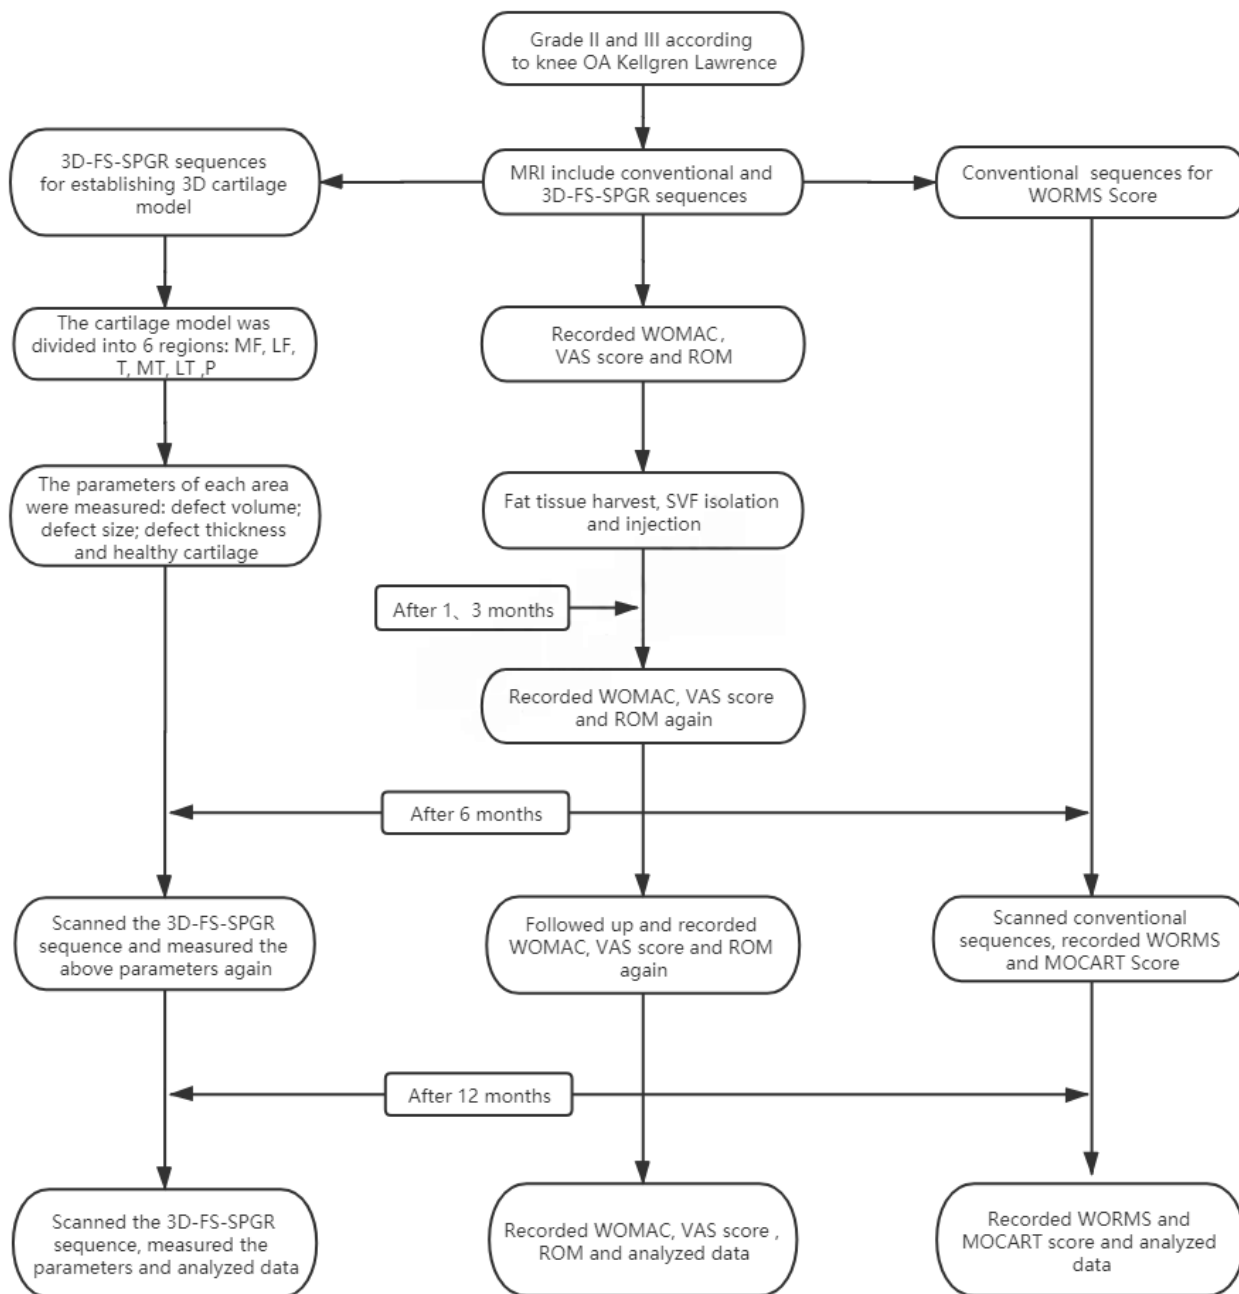 Grade II and III according
to knee OA Kellgren Lawrence
3D-FS-SPGR sequences
for establishing 3D cartilage
model
MRI include conventional and
3D-FS-SPGR sequences
Conventional sequences for
WORMS Score
The cartilage model was
divided into 6 regions: MF, LF,
T, MT, LT ,P
Recorded WOMAC ,
VAS score and ROM
The parameters of each area
were measured: defect volume;
defect size; defect thickness
and healthy cartilage
Fat tissue harvest, SVF isolation
and injection
After 1、3 months
Recorded WOMAC, VAS score
and ROM again
After 6 months
Scanned the 3D-FS-SPGR
sequence and measured the
above parameters again
Followed up and recorded
WOMAC, VAS score and ROM
again
Scanned conventional
sequences, recorded WORMS
and MOCART Score
After 12 months
Scanned the 3D-FS-SPGR
sequence, measured the
parameters and analyzed data
Recorded WOMAC, VAS score ,
ROM and analyzed data
Recorded WORMS and
MOCART score and analyzed
data